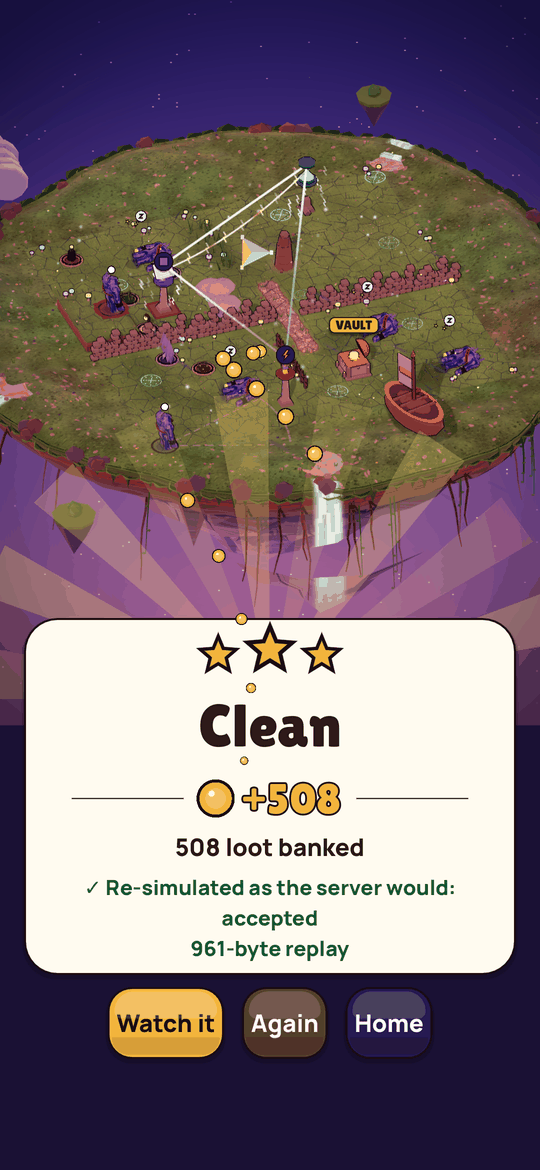 z
z
VAULT
z
z
Clean
+508
508 loot banked
✓ Re-simulated as the server would:
accepted
961-byte replay
Watch it
Again
Home